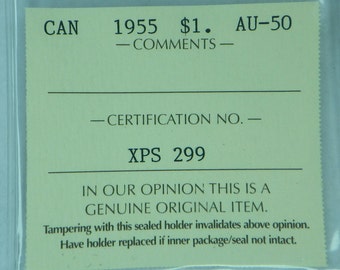 CAN 1955 $1. AU-50
— COMMENTS —
— CERTIFICATION NO. —
XPS 299
IN OUR OPINION THIS IS A
GENUINE ORIGINAL ITEM.
Tampering with this sealed holder invalidates above opinion.
Have holder replaced if inner package/seal not intact.